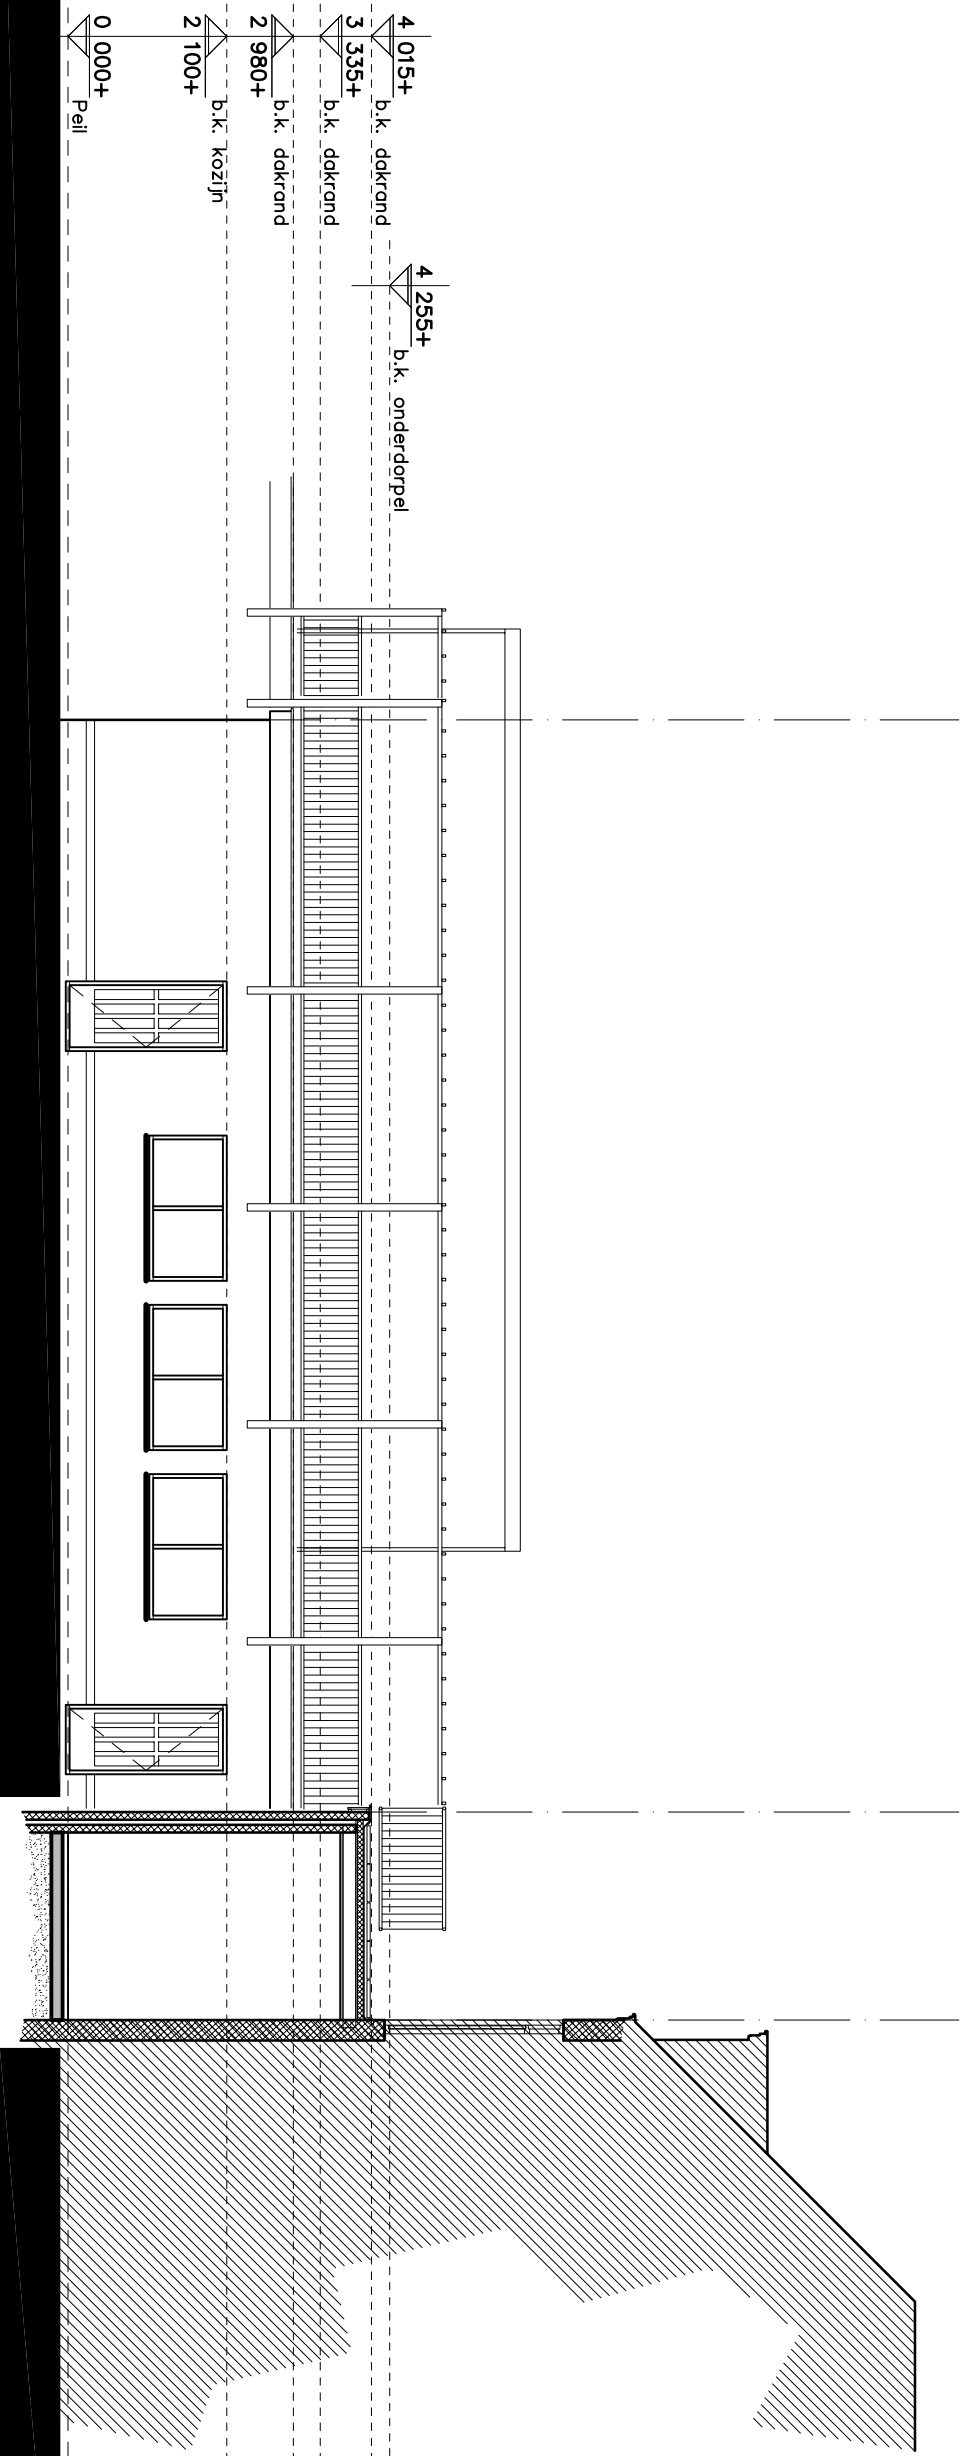 4 255+
b.k. onderdorpel
4 015+
b.k. dakrand
3 335+
b.k. dakrand
2 980+
b.k. dakrand
2 100+
b.k. kozijn
0 000+
Peil